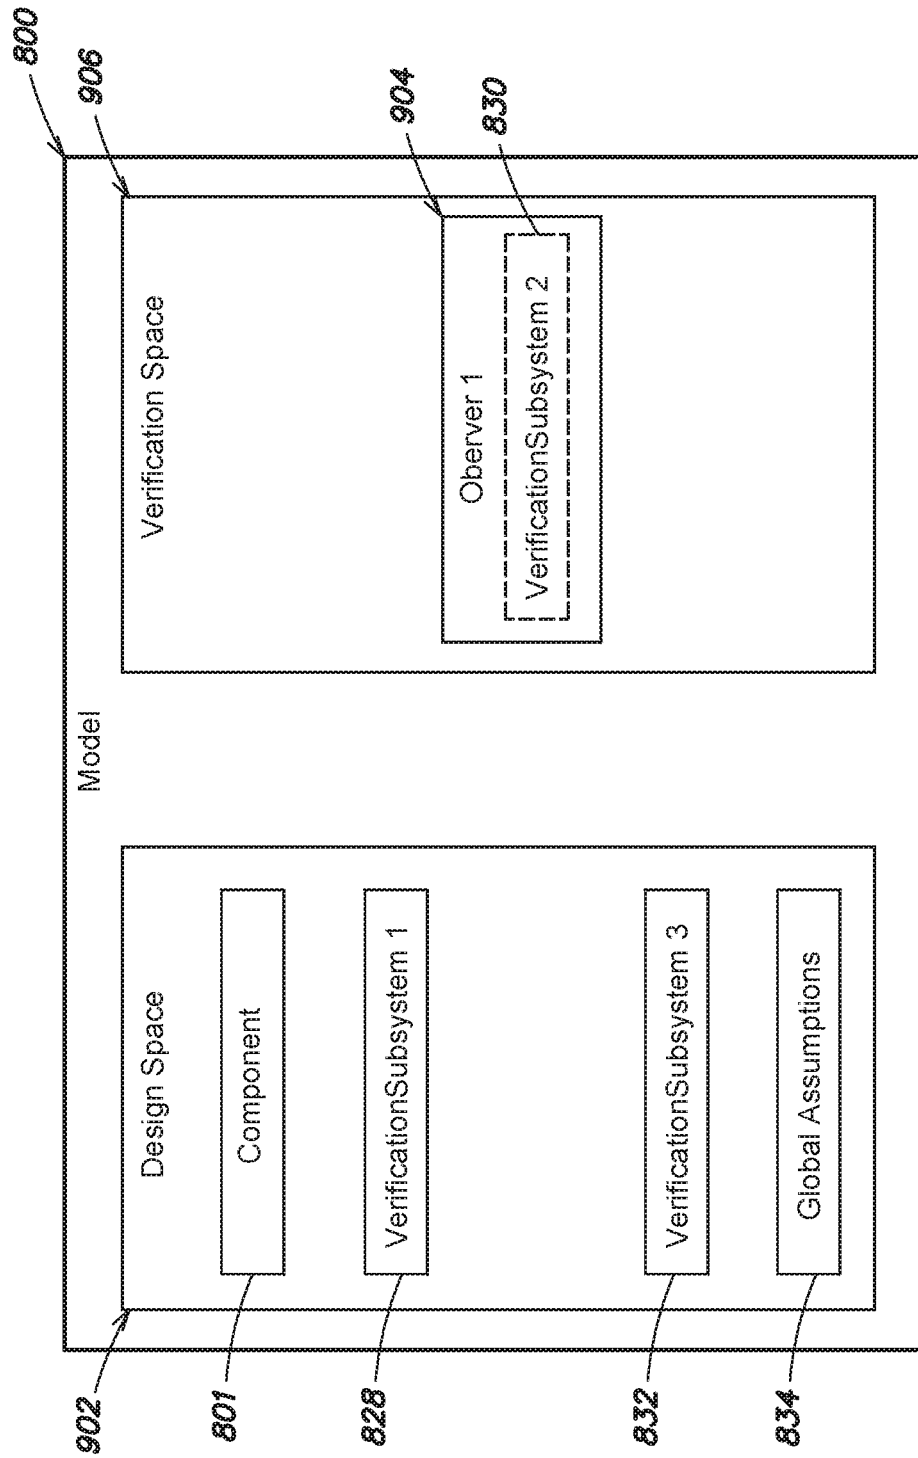 800
906
904
830
Model
Design Space
Verification Space
Component
VerificationSubsystem 1
Oberver 1
VerificationSubsystem 2
VerificationSubsystem 3
Global Assumptions
902
801
828
832
834